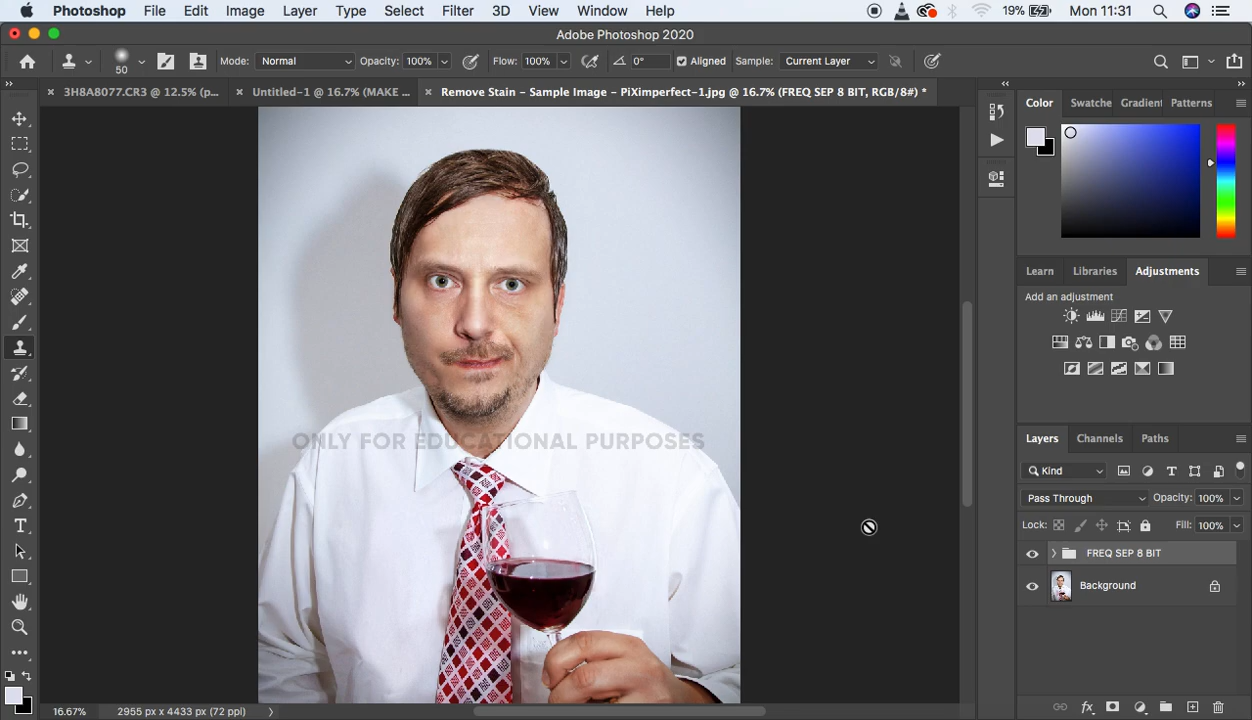 Photoshop File Edit Image Layer Type Select Filter 3D View Window Help 19% Mon 11:31
Adobe Photoshop 2020
50 Mode: Normal Opacity: 100% Flow: 100% 0° Aligned Sample: Current Layer
3H8A8077.CR3 @ 12.5% (p... Untitled-1 @ 16.7% (MAKE ... Remove Stain - Sample Image - PiXimperfect-1.jpg @ 16.7% (FREQ SEP 8 BIT, RGB/8#) *
Color Swatche Gradient Patterns
Learn Libraries Adjustments
Add an adjustment
ONLY FOR EDUCATIONAL PURPOSES
Layers Channels Paths
Kind
Pass Through Opacity: 100%
Lock: Fill: 100%
FREQ SEP 8 BIT
Background
16.67% 2955 px x 4433 px (72 ppi)